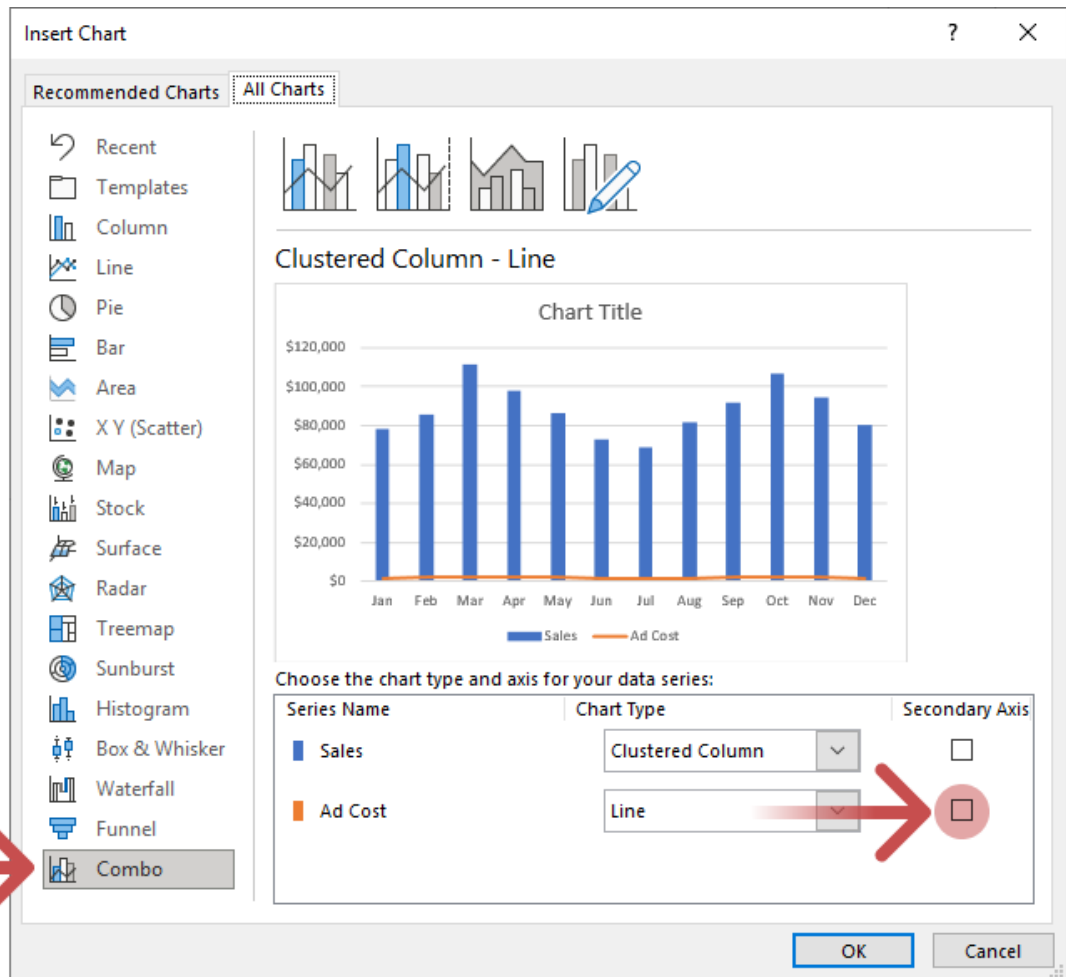 Insert Chart
?
Recommended Charts
All Charts
Recent
Templates
Column
Line
Pie
Bar
Area
X Y (Scatter)
Map
Stock
Surface
Radar
Treemap
Sunburst
Histogram
Box & Whisker
Waterfall
Funnel
Combo
Clustered Column - Line
Chart Title
$120,000
$100,000
$80,000
$60,000
$40,000
$20,000
$0
Jan Feb Mar Apr May Jun Jul Aug Sep Oct Nov Dec
Sales Ad Cost
Choose the chart type and axis for your data series:
Series Name Chart Type Secondary Axis
Sales Clustered Column
Ad Cost Line
OK Cancel